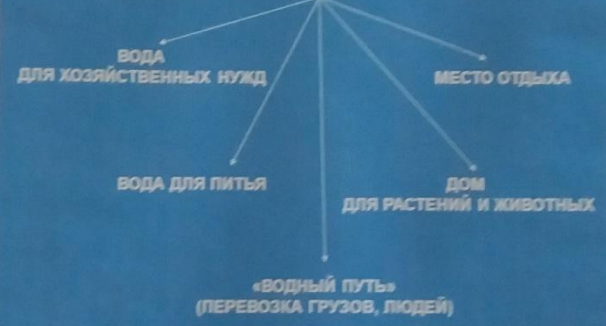 ВОДА
ДЛЯ ХОЗЯЙСТВЕННЫХ НУЖД
МЕСТО ОТДЫХА
ВОДА ДЛЯ ПИТЬЯ
ДОМ
ДЛЯ РАСТЕНИЙ И ЖИВОТНЫХ
«ВОДНЫЙ ПУТЬ»
(ПЕРЕВОЗКА ГРУЗОВ, ЛЮДЕЙ)